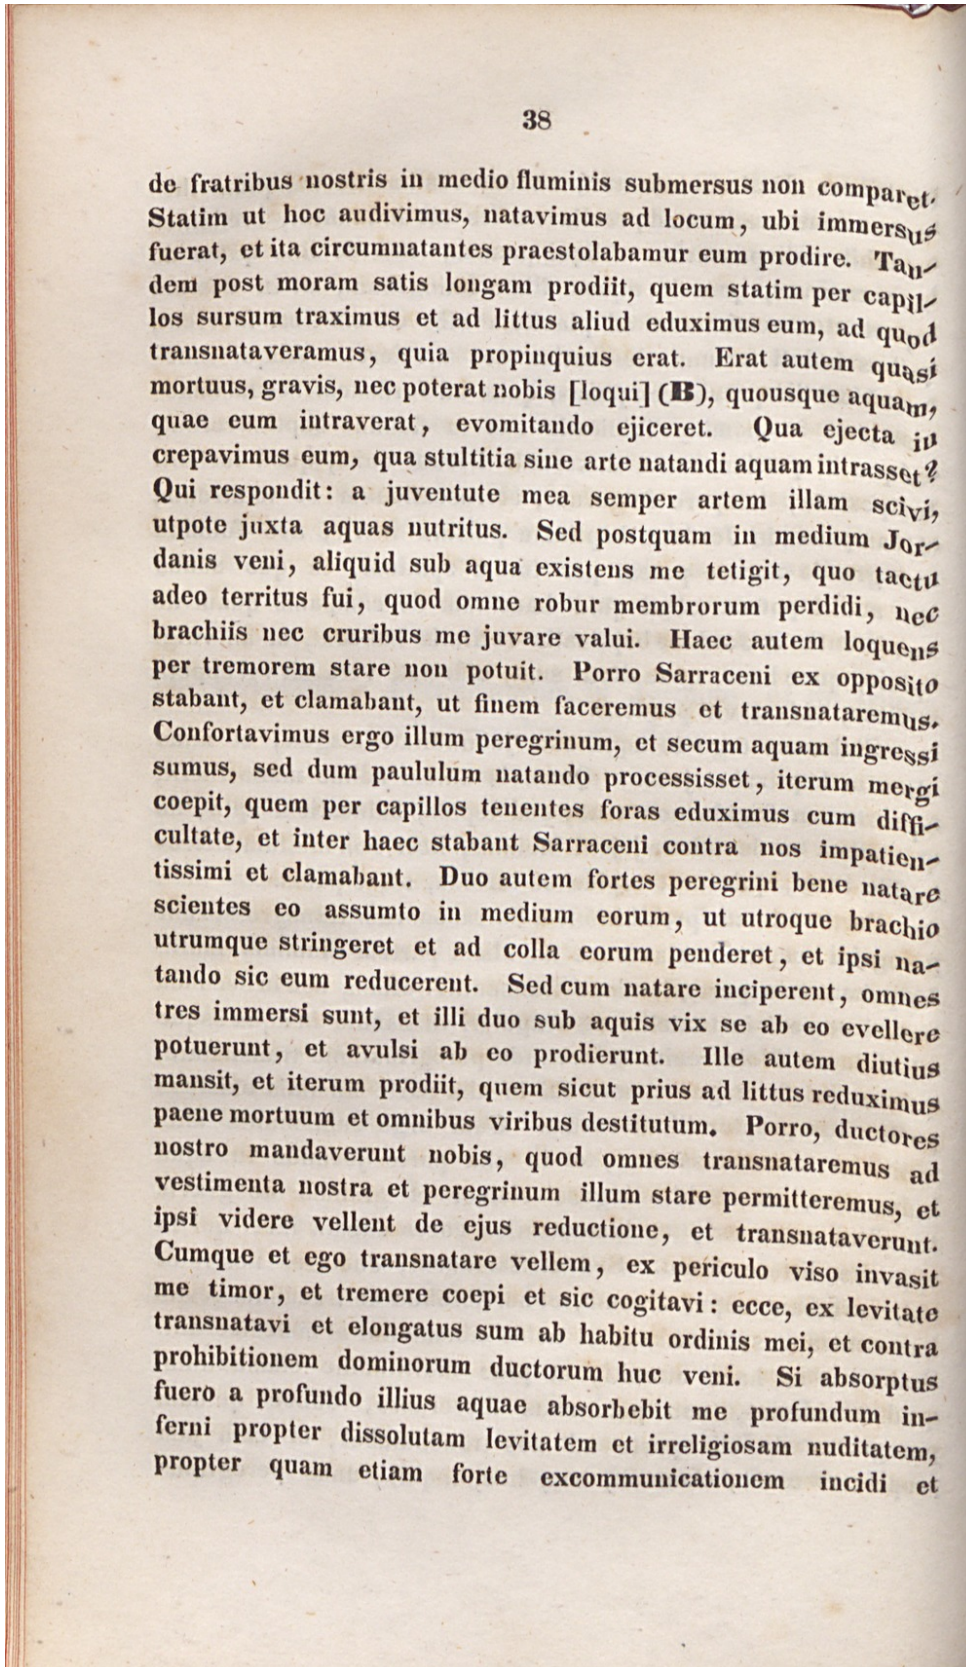 38
de fratribus nostris in medio fluminis submersus non comparet.
Statim ut hoc audivimus, natavimus ad locum, ubi immersus
fuerat, et ita circumnatantes praestolabamur eum prodire. Tan-
dem post moram satis longam prodiit, quem statim per capil-
los sursum traximus et ad littus aliud eduximus eum, ad quod
transnataveramus, quia propinquius erat. Erat autem quasi
mortuus, gravis, nec poterat nobis [loqui] (B), quousque aquam,
quae eum intraverat, evomitando ejiceret. Qua ejecta in
crepavimus eum, qua stultitia sine arte natandi aquam intrasset?
Qui respondit: a juventute mea semper artem illam scivi,
utpote juxta aquas nutritus. Sed postquam in medium Jor-
danis veni, aliquid sub aqua existens me tetigit, quo tactu
adeo territus fui, quod omne robur membrorum perdidi, nec
brachiis nec cruribus me juvare valui. Haec autem loquens
per tremorem stare non potuit. Porro Sarraceni ex opposito
stabant, et clamabant, ut finem faceremus et transnataremus.
Confortavimus ergo illum peregrinum, et secum aquam ingressi
sumus, sed dum paululum natando processisset, iterum mergi
coepit, quem per capillos tenentes foras eduximus cum diffi-
cultate, et inter haec stabant Sarraceni contra nos impatien-
tissimi et clamabant. Duo autem fortes peregrini bene natare
scientes eo assumto in medium eorum, ut utroque brachio
utrumque stringeret et ad colla eorum penderet, et ipsi na-
tando sic eum reducerent. Sed cum natare inciperent, omnes
tres immersi sunt, et illi duo sub aquis vix se ab eo evellere
potuerunt, et avulsi ab eo prodierunt. Ille autem diutius
mansit, et iterum prodiit, quem sicut prius ad littus reduximus
paene mortuum et omnibus viribus destitutum. Porro, ductores
nostro mandaverunt nobis, quod omnes transnataremus ad
vestimenta nostra et peregrinum illum stare permitteremus, et
ipsi videre vellent de ejus reductione, et transnataverunt.
Cumque et ego transnatare vellem, ex periculo viso invasit
me timor, et tremere coepi et sic cogitavi: ecce, ex levitate
transnatavi et elongatus sum ab habitu ordinis mei, et contra
prohibitionem dominorum ductorum huc veni. Si absorptus
fuero a profundo illius aquae absorbebit me profundum in-
ferni propter dissolutam levitatem et irreligiosam nuditatem,
propter quam etiam forte excommunicationem incidi et